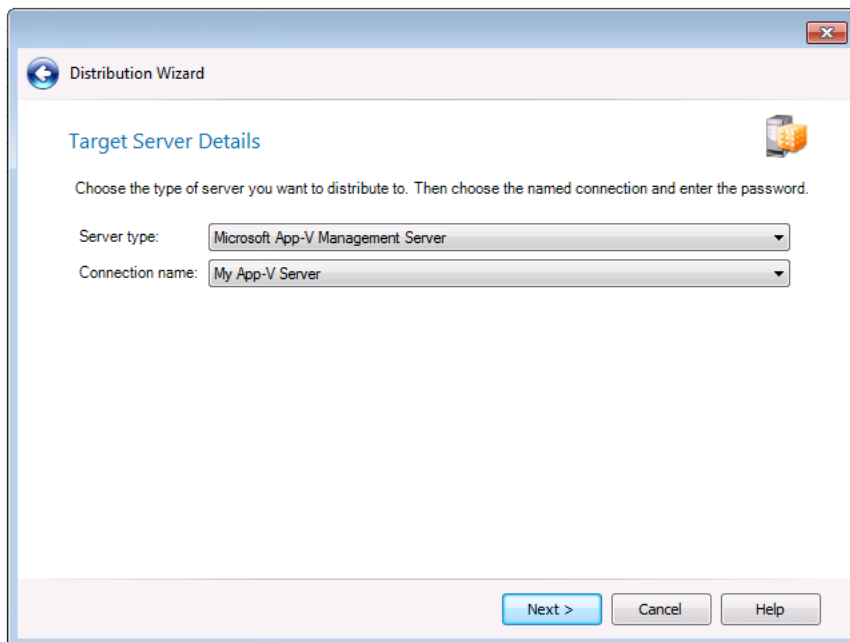 Distribution Wizard
Target Server Details
Choose the type of server you want to distribute to. Then choose the named connection and enter the password.
Server type: Microsoft App-V Management Server
Connection name: My App-V Server
Next > Cancel Help